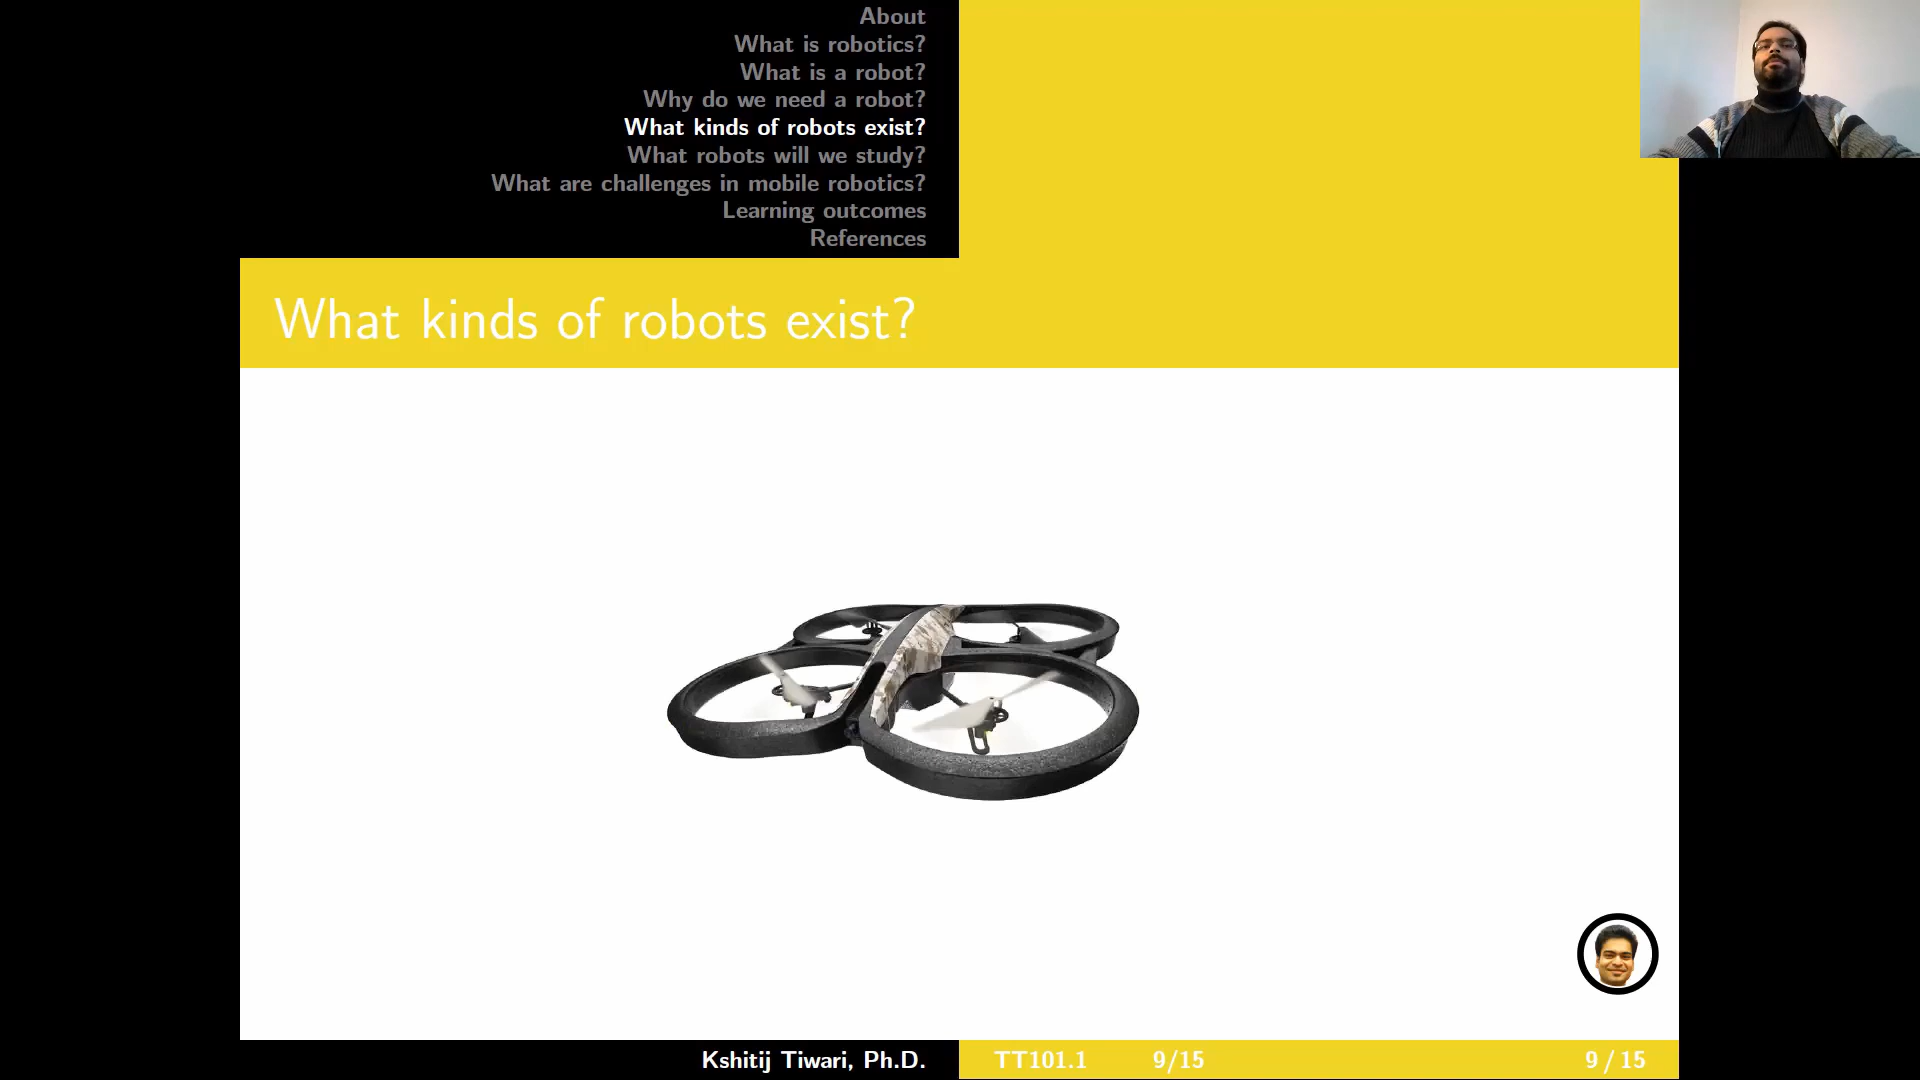 About
What is robotics?
What is a robot?
Why do we need a robot?
What kinds of robots exist?
What robots will we study?
What are challenges in mobile robotics?
Learning outcomes
References
What kinds of robots exist?
Kshitij Tiwari, Ph.D. TT101.1 9/15 9 / 15